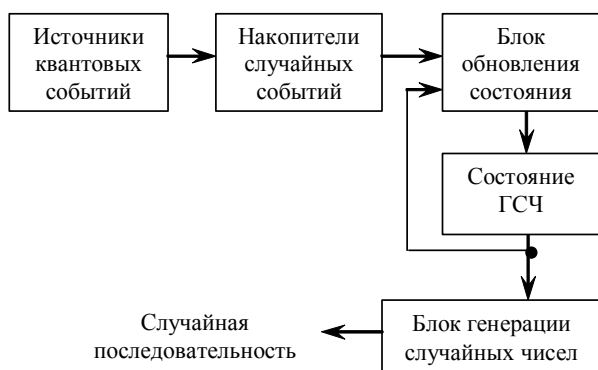 Источники
квантовых
событий
Накопители
случайных
событий
Блок
обновления
состояния
Состояние
ГСЧ
Блок генерации
случайных чисел
Случайная
последовательность